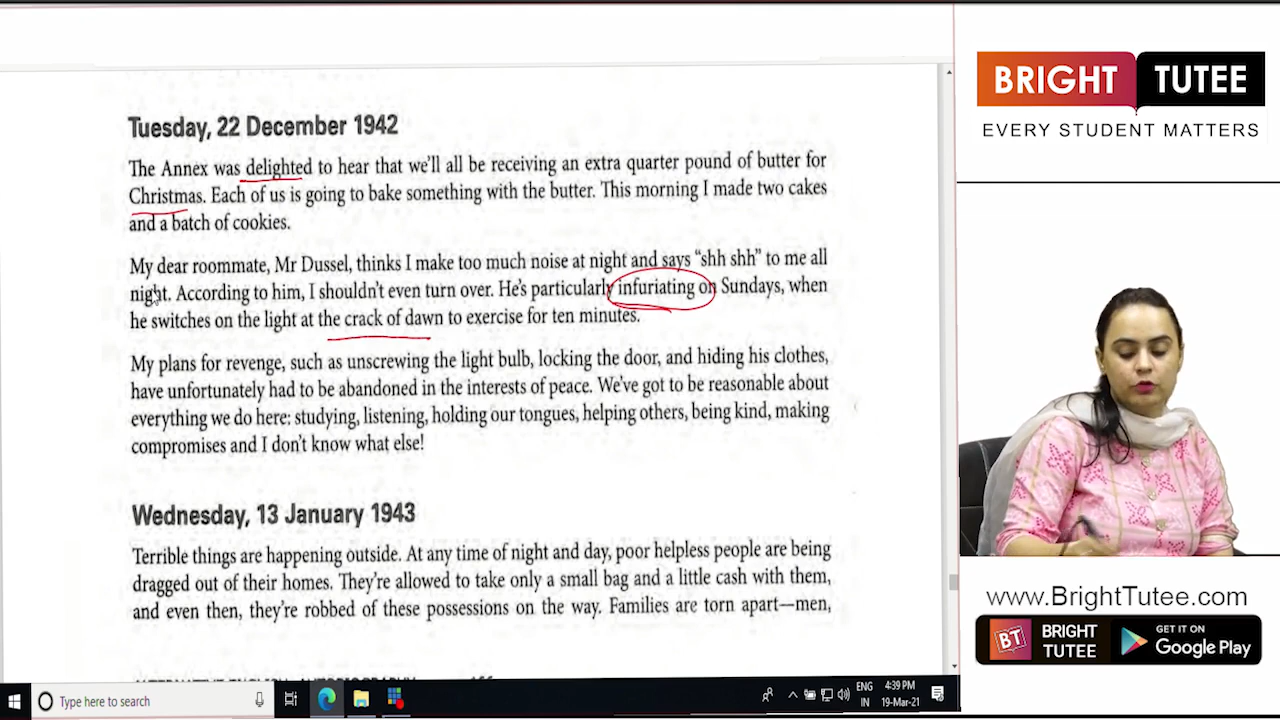 Tuesday, 22 December 1942
The Annex was delighted to hear that we'll all be receiving an extra quarter pound of butter for
Christmas. Each of us is going to bake something with the butter. This morning I made two cakes
and a batch of cookies.
My dear roommate, Mr Dussel, thinks I make too much noise at night and says “shh shh” to me all
night. According to him, I shouldn't even turn over. He's particularly infuriating on Sundays, when
he switches on the light at the crack of dawn to exercise for ten minutes.
My plans for revenge, such as unscrewing the light bulb, locking the door, and hiding his clothes,
have unfortunately had to be abandoned in the interests of peace. We've got to be reasonable about
everything we do here: studying, listening, holding our tongues, helping others, being kind, making
compromises and I don't know what else!
Wednesday, 13 January 1943
Terrible things are happening outside. At any time of night and day, poor helpless people are being
dragged out of their homes. They're allowed to take only a small bag and a little cash with them,
and even then, they're robbed of these possessions on the way. Families are torn apart—men,
BRIGHT TUTEE
EVERY STUDENT MATTERS
www.BrightTutee.com
BT
BRIGHT
TUTEE
GET IT ON
Google Play
Type here to search
ENG
IN
4:39 PM
19-Mar-21